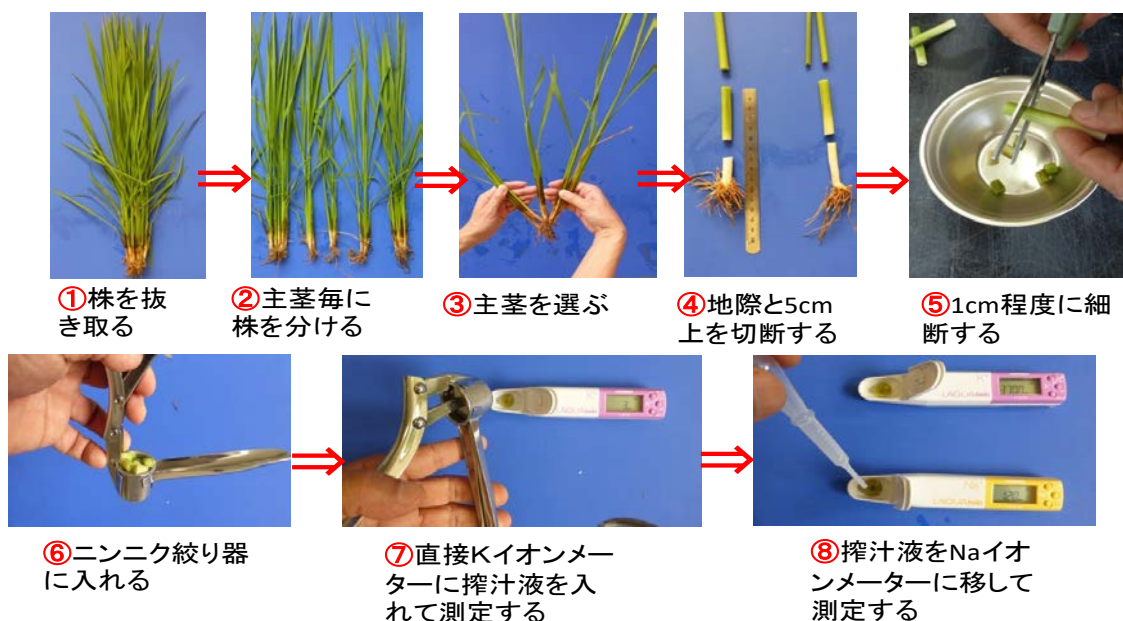 ①株を抜
き取る
②主茎毎に
株を分ける
③主茎を選ぶ
④地際と5cm
上を切断する
⑤1cm程度に細
断する
⑥ニンニク絞り器
に入れる
⑦直接Kイオンメー
ターに搾汁液を入
れて測定する
⑧搾汁液をNaイオ
ンメーターに移して
測定する